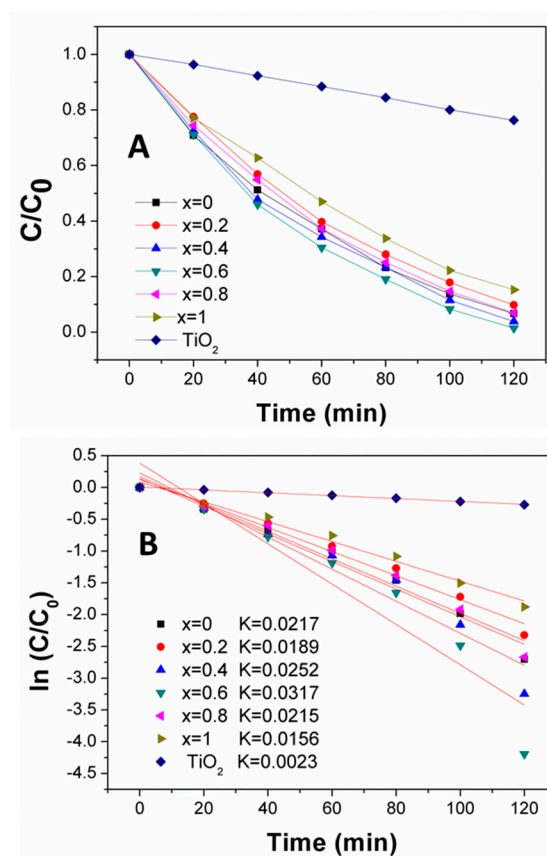 A
C/C0
1.0
0.8
0.6
0.4
0.2
0.0
x=0
x=0.2
x=0.4
x=0.6
x=0.8
x=1
TiO2
0 20 40 60 80 100 120
Time (min)
B
ln (C/C0)
0.5
0.0
-0.5
-1.0
-1.5
-2.0
-2.5
-3.0
-3.5
-4.0
-4.5
x=0 K=0.0217
x=0.2 K=0.0189
x=0.4 K=0.0252
x=0.6 K=0.0317
x=0.8 K=0.0215
x=1 K=0.0156
TiO2 K=0.0023
0 20 40 60 80 100 120
Time (min)